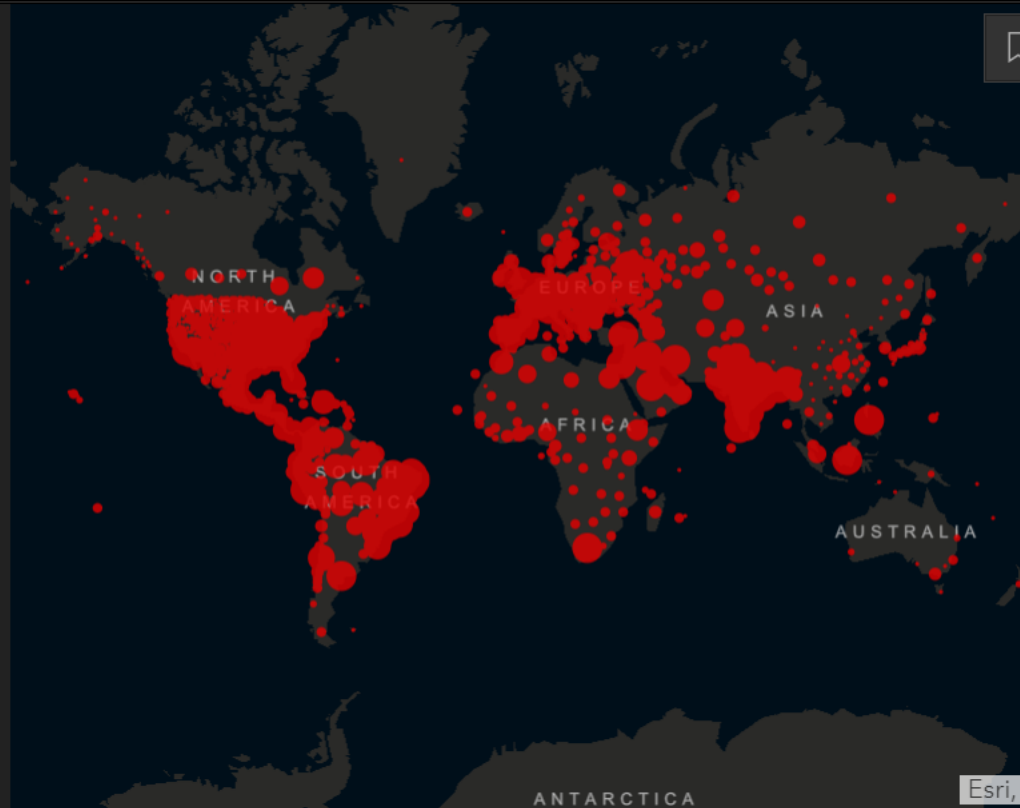 NORTH
AMERICA
EUROPE
ASIA
AFRICA
SOUTH
AMERICA
AUSTRALIA
ANTARCTICA
Esri,